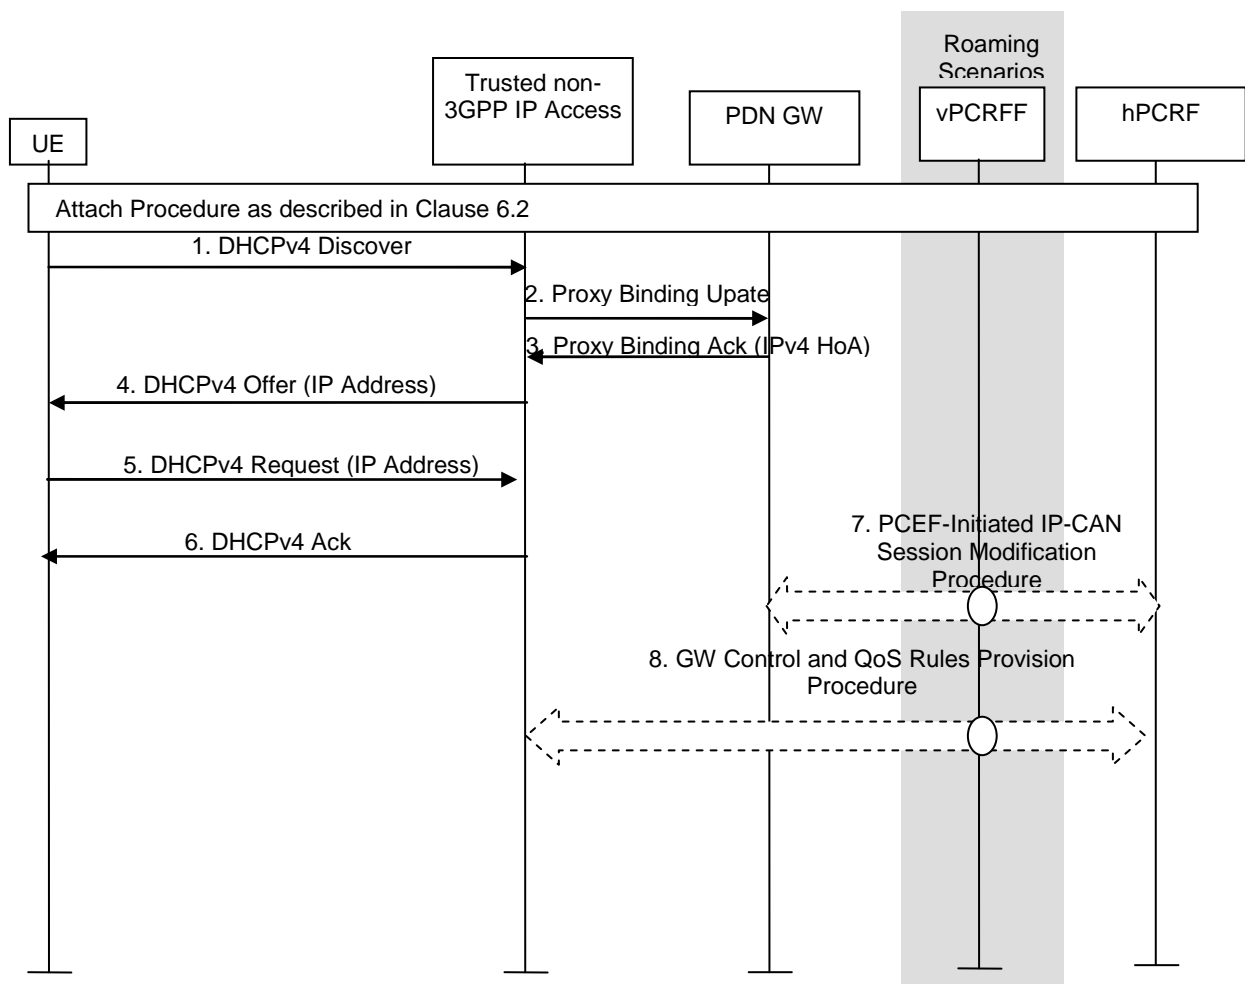 Roaming
Scenarios
Trusted non-
3GPP IP Access
PDN GW
vPCRFF
hPCRF
UE
Attach Procedure as described in Clause 6.2
1. DHCPv4 Discover
2. Proxy Binding Upate
3. Proxy Binding Ack (IPv4 HoA)
4. DHCPv4 Offer (IP Address)
5. DHCPv4 Request (IP Address)
6. DHCPv4 Ack
7. PCEF-Initiated IP-CAN
Session Modification
Procedure
8. GW Control and QoS Rules Provision
Procedure